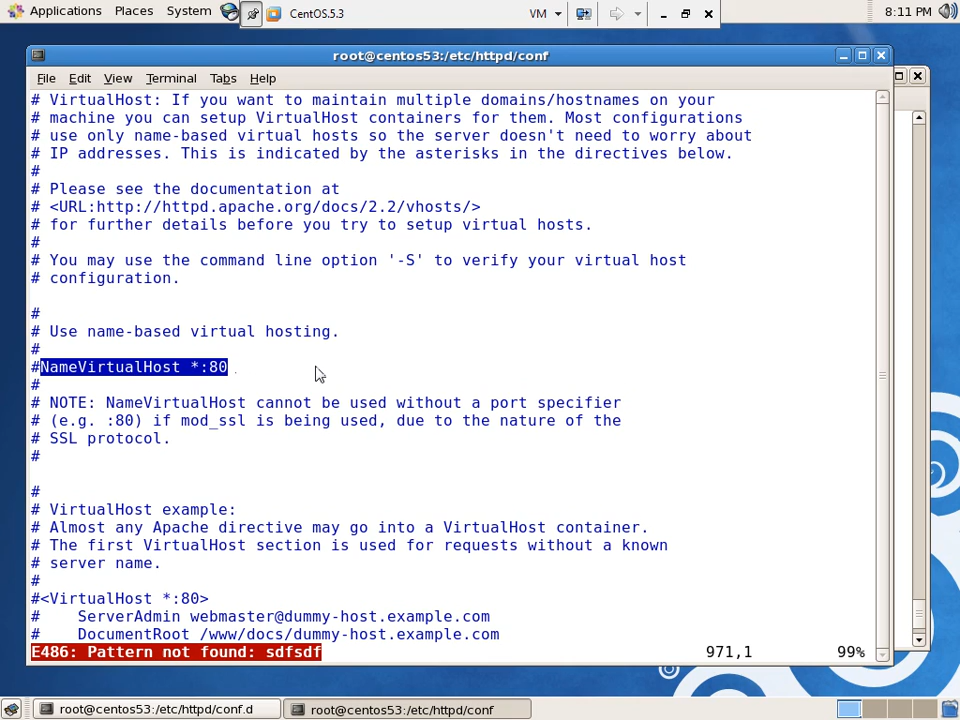 Applications Places System CentOS.5.3 VM 8:11 PM
root@centos53:/etc/httpd/conf
File Edit View Terminal Tabs Help
# VirtualHost: If you want to maintain multiple domains/hostnames on your
# machine you can setup VirtualHost containers for them. Most configurations
# use only name-based virtual hosts so the server doesn't need to worry about
# IP addresses. This is indicated by the asterisks in the directives below.
#
# Please see the documentation at
# <URL:http://httpd.apache.org/docs/2.2/vhosts/>
# for further details before you try to setup virtual hosts.
#
# You may use the command line option '-S' to verify your virtual host
# configuration.
#
# Use name-based virtual hosting.
#
#NameVirtualHost *:80
#
# NOTE: NameVirtualHost cannot be used without a port specifier
# (e.g. :80) if mod_ssl is being used, due to the nature of the
# SSL protocol.
#
#
# VirtualHost example:
# Almost any Apache directive may go into a VirtualHost container.
# The first VirtualHost section is used for requests without a known
# server name.
#
#<VirtualHost *:80>
#    ServerAdmin webmaster@dummy-host.example.com
#    DocumentRoot /www/docs/dummy-host.example.com
E486: Pattern not found: sdfsdf 971,1 99%
root@centos53:/etc/httpd/conf.d root@centos53:/etc/httpd/conf